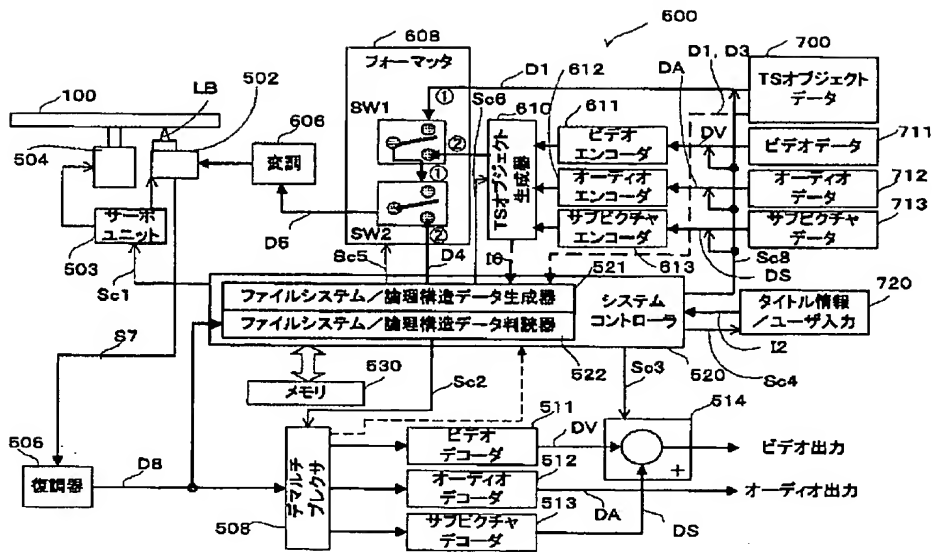 600
608
フォーマッタ
D1
Sc6
612
610
D1, D3
DA
700
TSオブジェクト
データ
LB
502
100
504
606
変調
SW1
①
②
①
SW2
②
TSオブジェクト
生成器
611
ビデオ
エンコーダ
DV
711
ビデオデータ
オーディオ
エンコーダ
オーディオ
データ
712
サブピクチャ
エンコーダ
サブピクチャ
データ
713
サーボ
ユニット
503
Sc1
D6
Sc5
D4
I6
521
613
Sc8
DS
ファイルシステム/論理構造データ生成器
ファイルシステム/論理構造データ判読器
システム
コントローラ
タイトル情報
/ユーザ入力
720
I2
Sc4
S7
530
メモリ
Sc2
522
520
Sc3
514
506
復調器
D8
デマルチ
プレクサ
508
511
ビデオ
デコーダ
DV
ビデオ出力
512
オーディオ
デコーダ
DA
オーディオ出力
513
サブピクチャ
デコーダ
DS
+